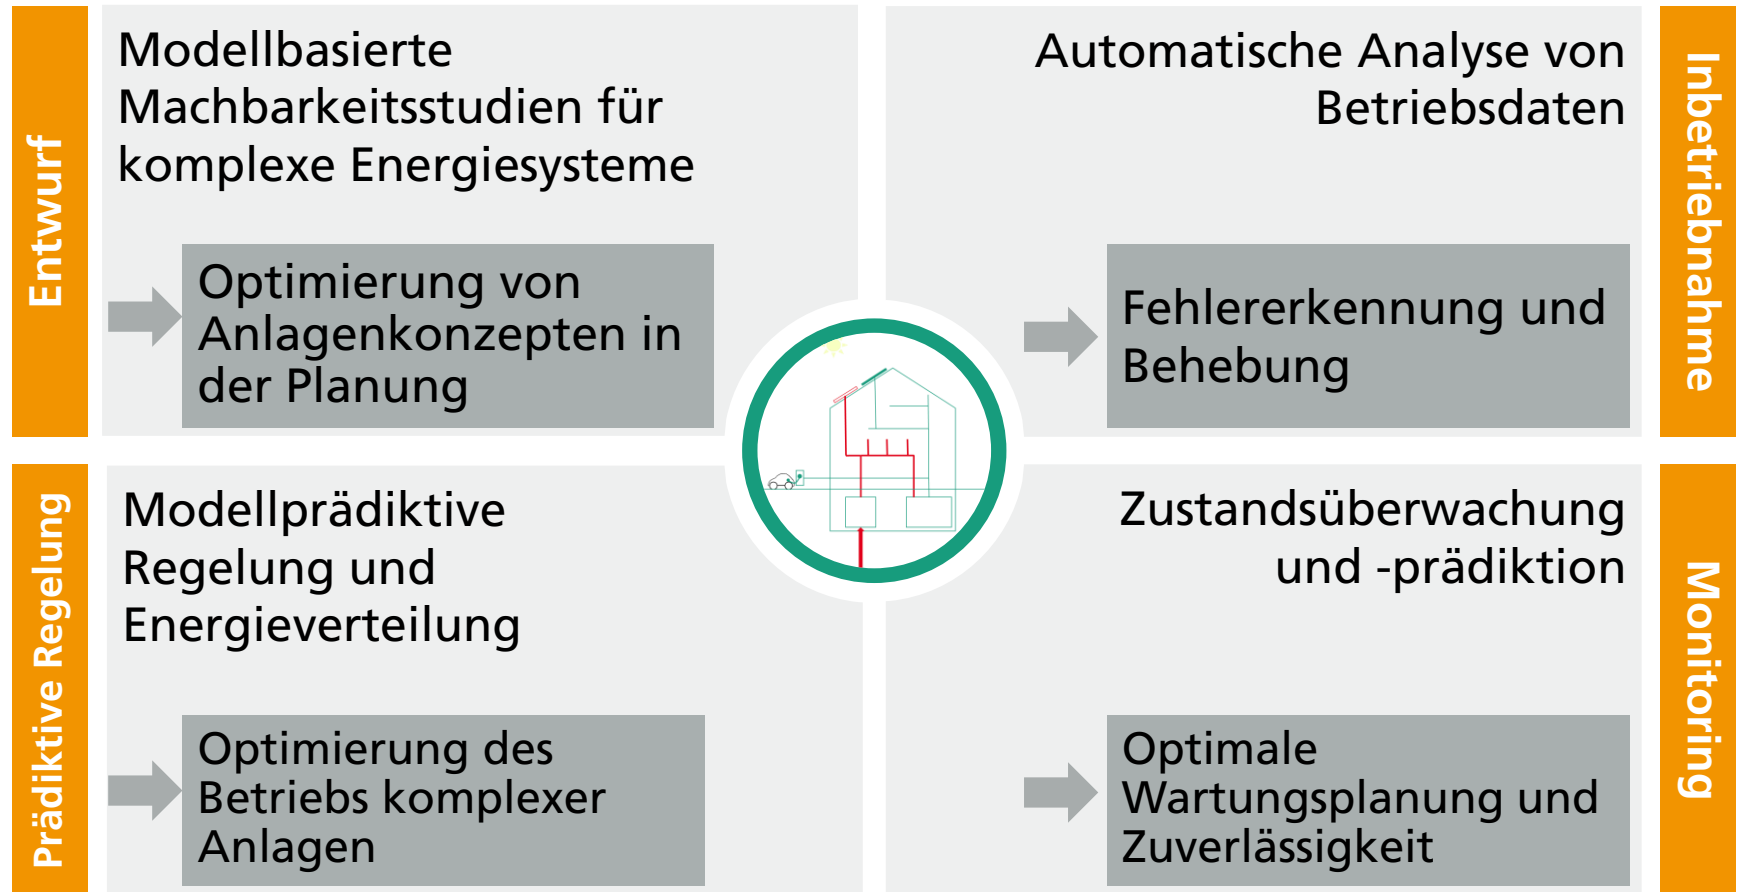 Entwurf
Modellbasierte
Machbarkeitsstudien für
komplexe Energiesysteme
Optimierung von
Anlagenkonzepten in
der Planung
Automatische Analyse von
Betriebsdaten
Fehlererkennung und
Behebung
Inbetriebnahme
Prädiktive Regelung
Modellprädiktive
Regelung und
Energieverteilung
Optimierung des
Betriebs komplexer
Anlagen
Zustandsüberwachung
und -prädiktion
Optimale
Wartungsplanung und
Zuverlässigkeit
Monitoring